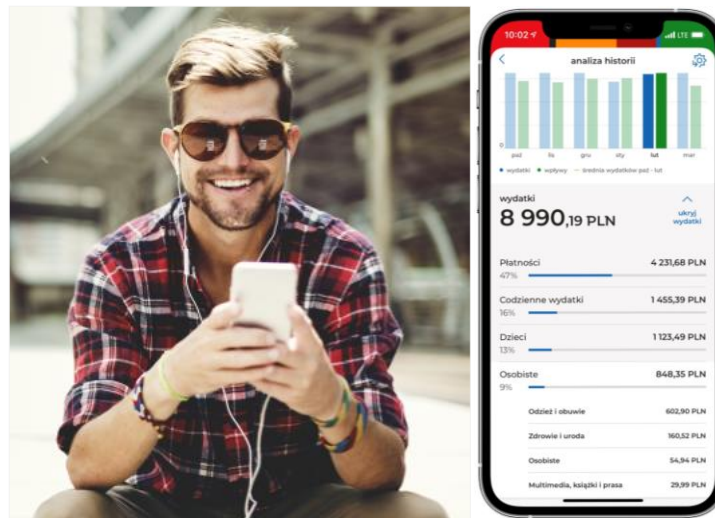 10:02
LTE
analiza historii
0
paź lis gru sty lut mar
wydatki wpływy średnia wydatków paź - lut
wydatki
8 990,19 PLN
ukryj
wydatki
Płatności 4 231,68 PLN
47%
Codzienne wydatki 1 455,39 PLN
16%
Dzieci 1 123,49 PLN
13%
Osobiste 848,35 PLN
9%
Odzież i obuwie 602,90 PLN
Zdrowie i uroda 160,52 PLN
Osobiste 54,94 PLN
Multimedia, książki i prasa 29,99 PLN